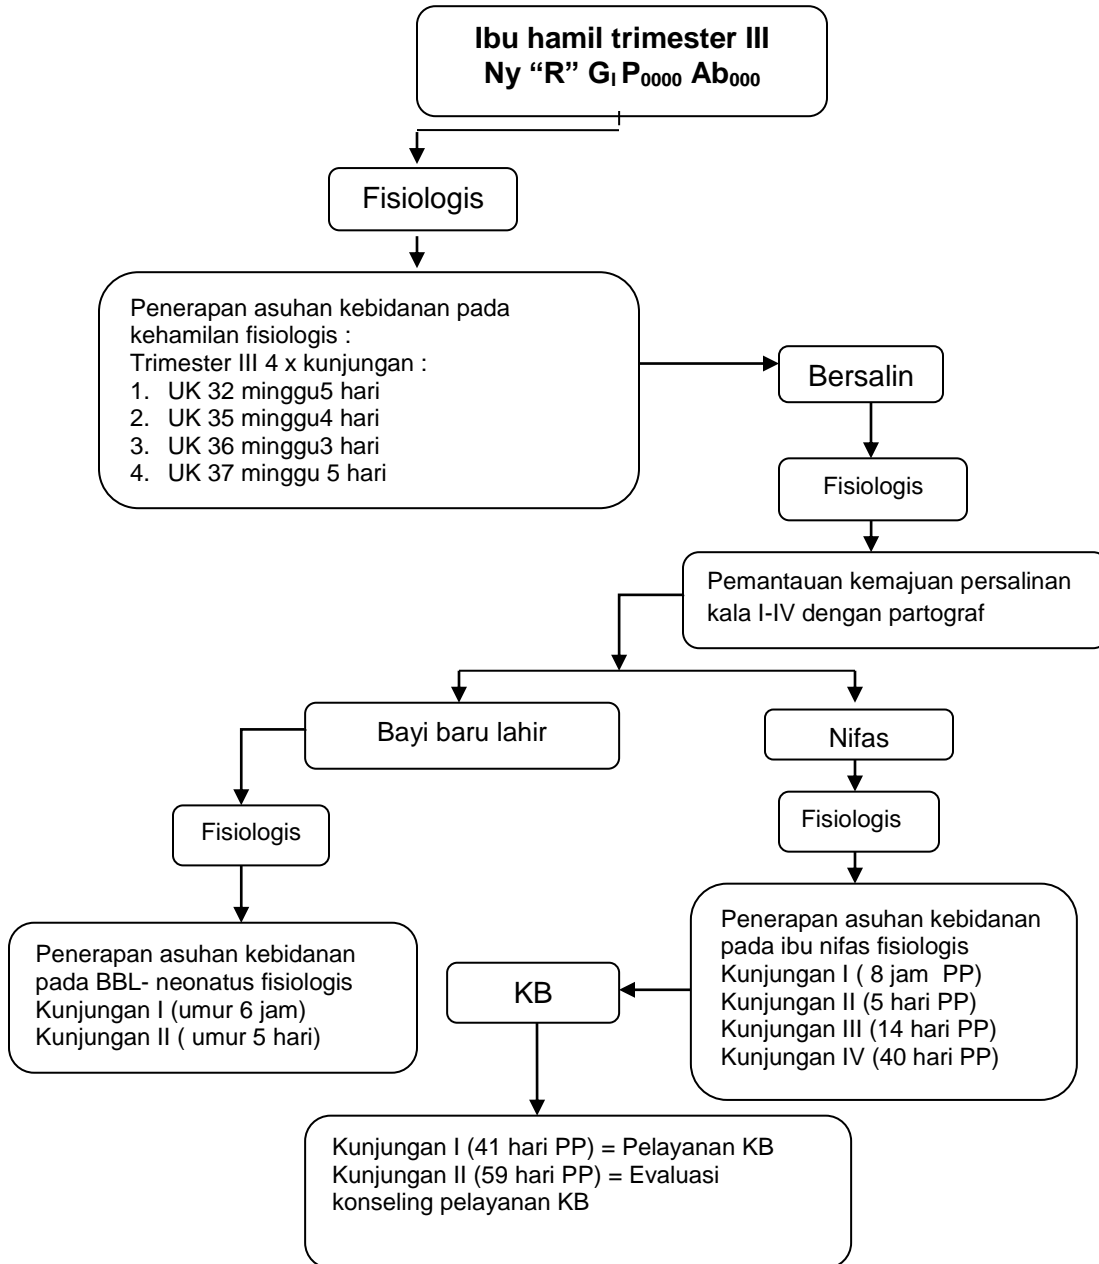 Ibu hamil trimester III
Ny “R” GI P0000 Ab000
Fisiologis
Penerapan asuhan kebidanan pada
kehamilan fisiologis :
Trimester III 4 x kunjungan :
1. UK 32 minggu5 hari
2. UK 35 minggu4 hari
3. UK 36 minggu3 hari
4. UK 37 minggu 5 hari
Bersalin
Fisiologis
Pemantauan kemajuan persalinan
kala I-IV dengan partograf
Bayi baru lahir
Nifas
Fisiologis
Fisiologis
Penerapan asuhan kebidanan
pada BBL- neonatus fisiologis
Kunjungan I (umur 6 jam)
Kunjungan II ( umur 5 hari)
Penerapan asuhan kebidanan
pada ibu nifas fisiologis
Kunjungan I ( 8 jam PP)
Kunjungan II (5 hari PP)
Kunjungan III (14 hari PP)
Kunjungan IV (40 hari PP)
KB
Kunjungan I (41 hari PP) = Pelayanan KB
Kunjungan II (59 hari PP) = Evaluasi
konseling pelayanan KB